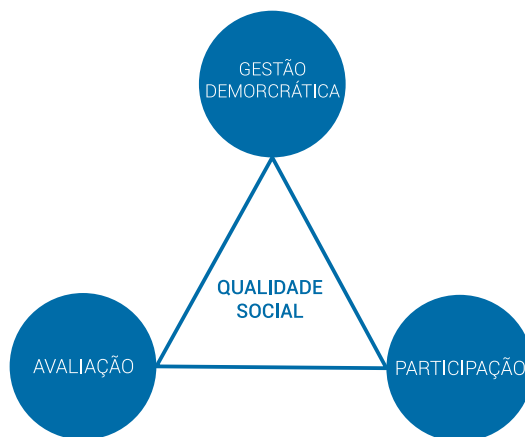 GESTÃO
DEMORCRÁTICA
QUALIDADE
SOCIAL
AVALIAÇÃO
PARTICIPAÇÃO